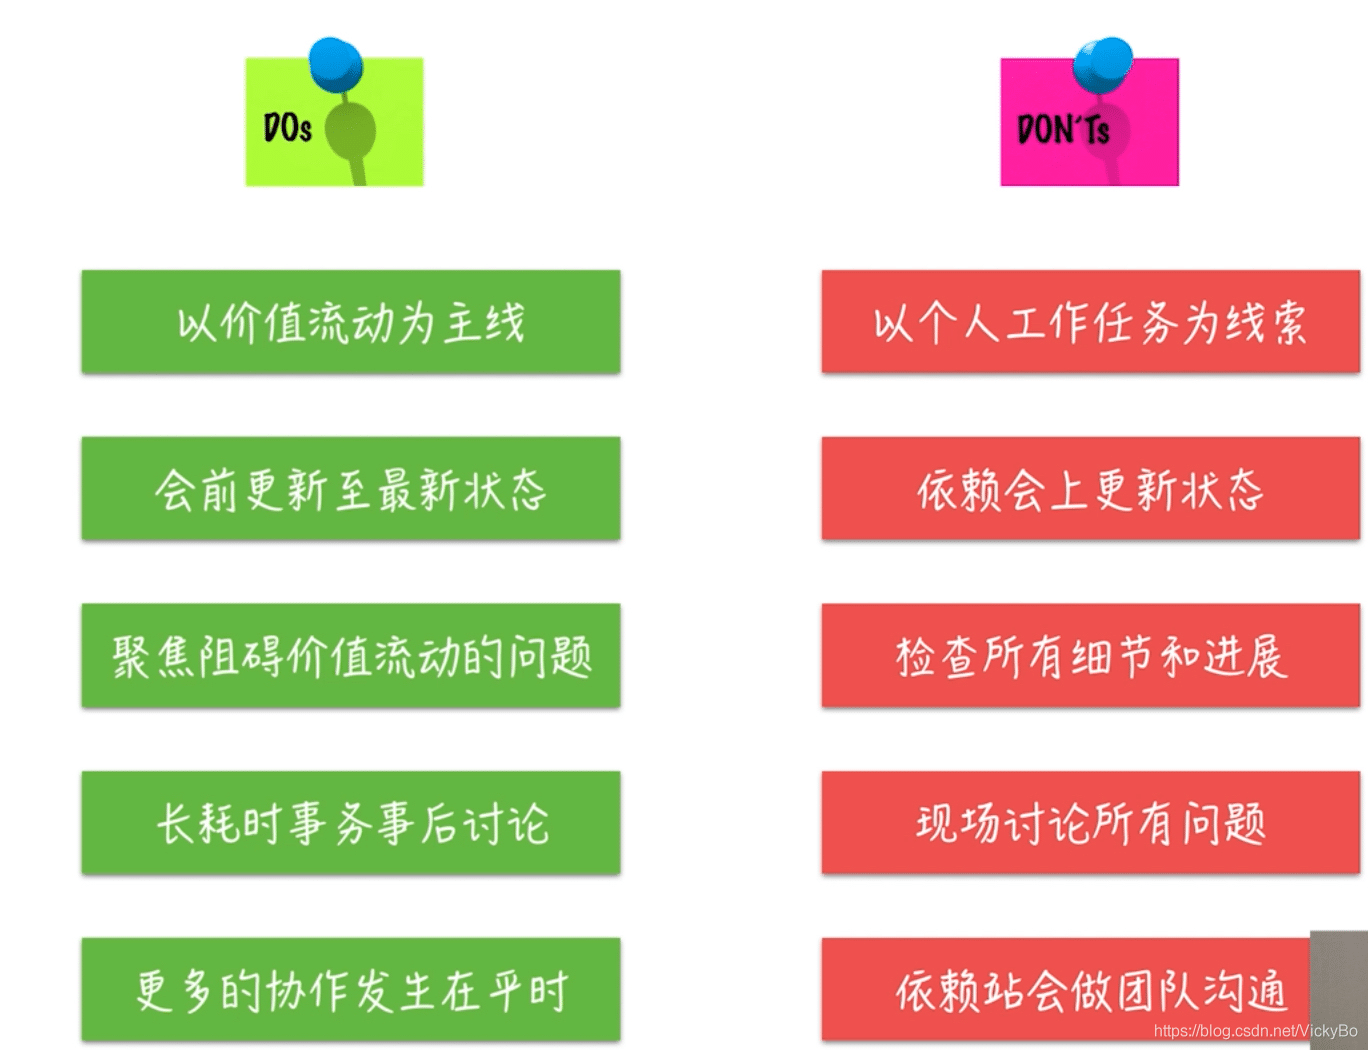 DOs
DON'Ts
以价值流动为主线
以个人工作任务为线索
会前更新至最新状态
依赖会上更新状态
聚焦阻碍价值流动的问题
检查所有细节和进展
长耗时事务事后讨论
现场讨论所有问题
更多的协作发生在平时
依赖站会做团队沟通
https://blog.csdn.net/VickyBo